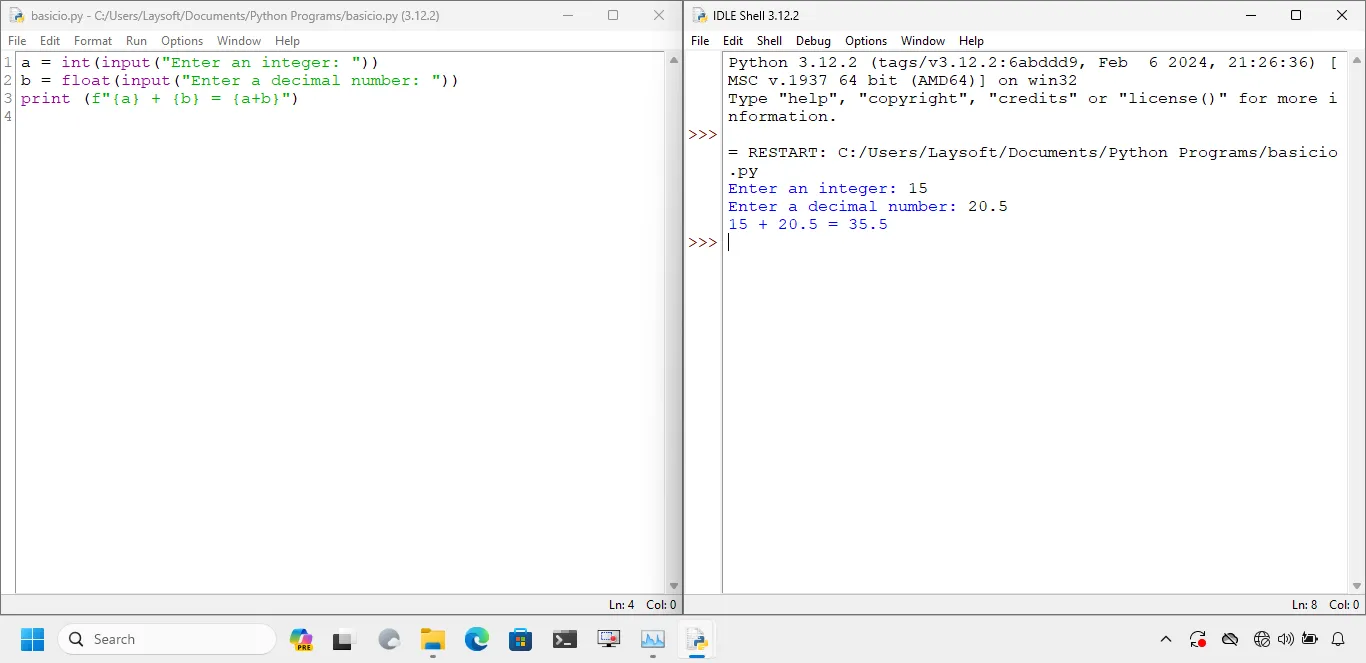 basicio.py - C:/Users/Laysoft/Documents/Python Programs/basicio.py (3.12.2)
File Edit Format Run Options Window Help
1 a = int(input("Enter an integer: "))
2 b = float(input("Enter a decimal number: "))
3 print (f"{a} + {b} = {a+b}")
4
Ln: 4 Col: 0
IDLE Shell 3.12.2
File Edit Shell Debug Options Window Help
Python 3.12.2 (tags/v3.12.2:6abddd9, Feb  6 2024, 21:26:36) [
MSC v.1937 64 bit (AMD64)] on win32
Type "help", "copyright", "credits" or "license()" for more i
nformation.
>>>
= RESTART: C:/Users/Laysoft/Documents/Python Programs/basicio
.py
Enter an integer: 15
Enter a decimal number: 20.5
15 + 20.5 = 35.5
>>>
Ln: 8 Col: 0
Search
PRE